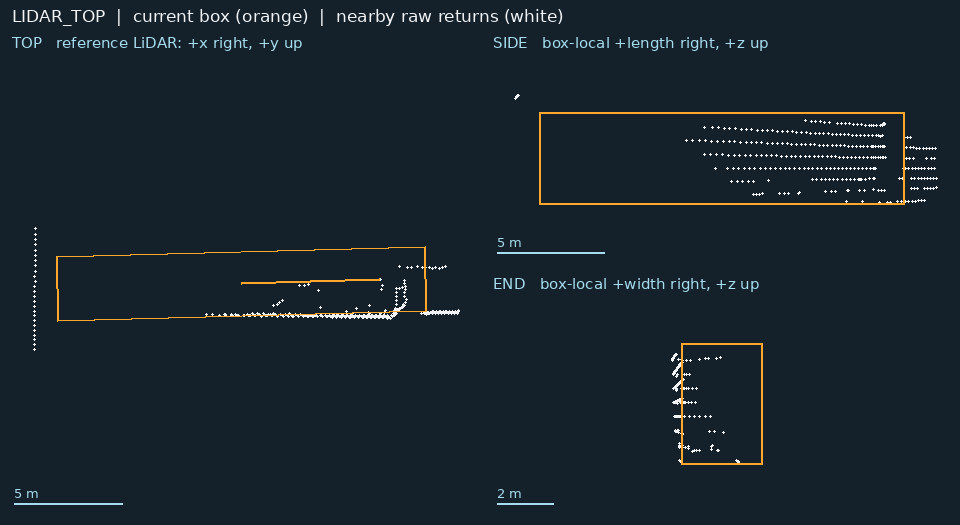 LIDAR_TOP | current box (orange) | nearby raw returns (white)
TOP reference LiDAR: +x right, +y up
SIDE box-local +length right, +z up
5 m
END box-local +width right, +z up
5 m
2 m